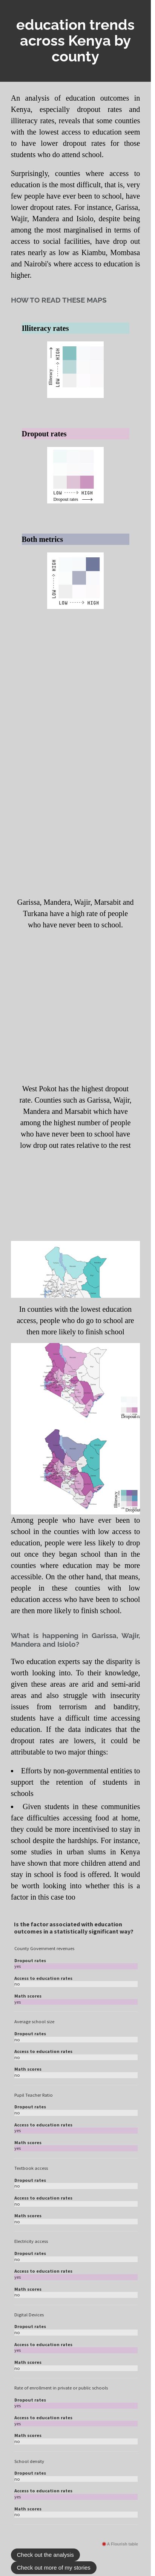 education trends
across Kenya by
county
An analysis of education outcomes in
Kenya, especially dropout rates and
illiteracy rates, reveals that some counties
with the lowest access to education seem
to have lower dropout rates for those
students who do attend school.
Surprisingly, counties where access to
education is the most difficult, that is, very
few people have ever been to school, have
lower dropout rates. For instance, Garissa,
Wajir, Mandera and Isiolo, despite being
among the most marginalised in terms of
access to social facilities, have drop out
rates nearly as low as Kiambu, Mombasa
and Nairobi's where access to education is
higher.
HOW TO READ THESE MAPS
Illiteracy rates
Illiteracy
LOW HIGH
Dropout rates
LOW HIGH
Dropout rates
Both metrics
LOW HIGH
LOW HIGH
Garissa, Mandera, Wajir, Marsabit and
Turkana have a high rate of people
who have never been to school.
West Pokot has the highest dropout
rate. Counties such as Garissa, Wajir,
Mandera and Marsabit which have
among the highest number of people
who have never been to school have
low drop out rates relative to the rest
In counties with the lowest education
access, people who do go to school are
then more likely to finish school
Illiteracy
Among people who have ever been to
school in the counties with low access to
education, people were less likely to drop
out once they began school than in the
counties where education may be more
accessible. On the other hand, that means,
people in these counties with low
education access who have been to school
are then more likely to finish school.
What is happening in Garissa, Wajir,
Mandera and Isiolo?
Two education experts say the disparity is
worth looking into. To their knowledge,
given these areas are arid and semi-arid
areas and also struggle with insecurity
issues from terrorism and banditry,
students have a difficult time accessing
education. If the data indicates that the
dropout rates are lowers, it could be
attributable to two major things:
• Efforts by non-governmental entities to
support the retention of students in
schools
• Given students in these communities
face difficulties accessing food at home,
they could be more incentivised to stay in
school despite the hardships. For instance,
some studies in urban slums in Kenya
have shown that more children attend and
stay in school is food is offered. It would
be worth looking into whether this is a
factor in this case too
Is the factor associated with education
outcomes in a statistically significant way?
County Government revenues
Dropout rates
yes
Access to education rates
no
Math scores
yes
Average school size
Dropout rates
no
Access to education rates
no
Math scores
no
Pupil Teacher Ratio
Dropout rates
no
Access to education rates
yes
Math scores
yes
Textbook access
Dropout rates
no
Access to education rates
no
Math scores
no
Electricity access
Dropout rates
no
Access to education rates
yes
Math scores
no
Digital Devices
Dropout rates
no
Access to education rates
yes
Math scores
no
Rate of enrollment in private or public schools
Dropout rates
yes
Access to education rates
yes
Math scores
no
School density
Dropout rates
no
Access to education rates
yes
Math scores
no
A Flourish table
Check out the analysis
Check out more of my stories